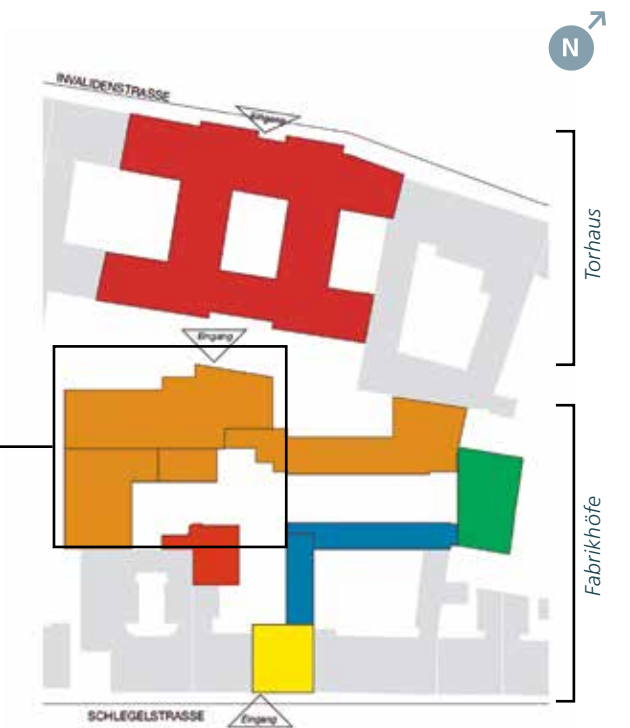 N
INVALIDENSTRASSE
Eingang
Torhaus
Eingang
Fabrikhöfe
SCHLEGELSTRASSE
Eingang